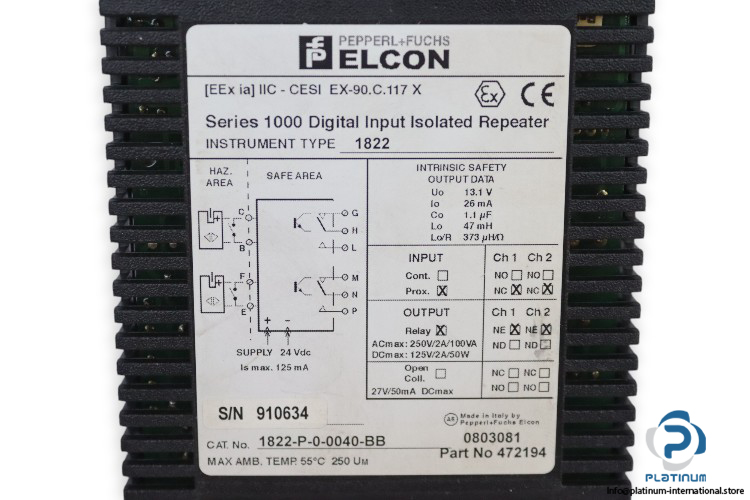 PEPPERL+FUCHS
ELCON
[EEx ia] IIC - CESI EX-90.C.117 X
Ex CE
Series 1000 Digital Input Isolated Repeater
INSTRUMENT TYPE 1822
HAZ. AREA
SAFE AREA
C
B
F
E
G
H
L
M
N
P
+ -
SUPPLY 24 Vdc
Is max. 125 mA
INTRINSIC SAFETY
OUTPUT DATA
Uo 13.1 V
Io 26 mA
Co 1.1 µF
Lo 47 mH
Lo/R 373 µH/Ω
INPUT Ch 1 Ch 2
Cont. ☐ NO ☐ NO ☐
Prox. ☒ NC ☒ NC ☒
OUTPUT Ch 1 Ch 2
Relay ☒ NE ☒ NE ☒
ACmax: 250V/2A/100VA ND ☐ ND ☐
DCmax: 125V/2A/50W
Open Coll. ☐ NC ☐ NC ☐
27V/50mA DCmax NO ☐ NO ☐
S/N 910634
Made in Italy by
Pepperl+Fuchs Elcon
CAT. No. 1822-P-0-0040-BB 0803081
MAX AMB. TEMP. 55°C 250 UM Part No 472194
PLATINUM
platinum-international.store